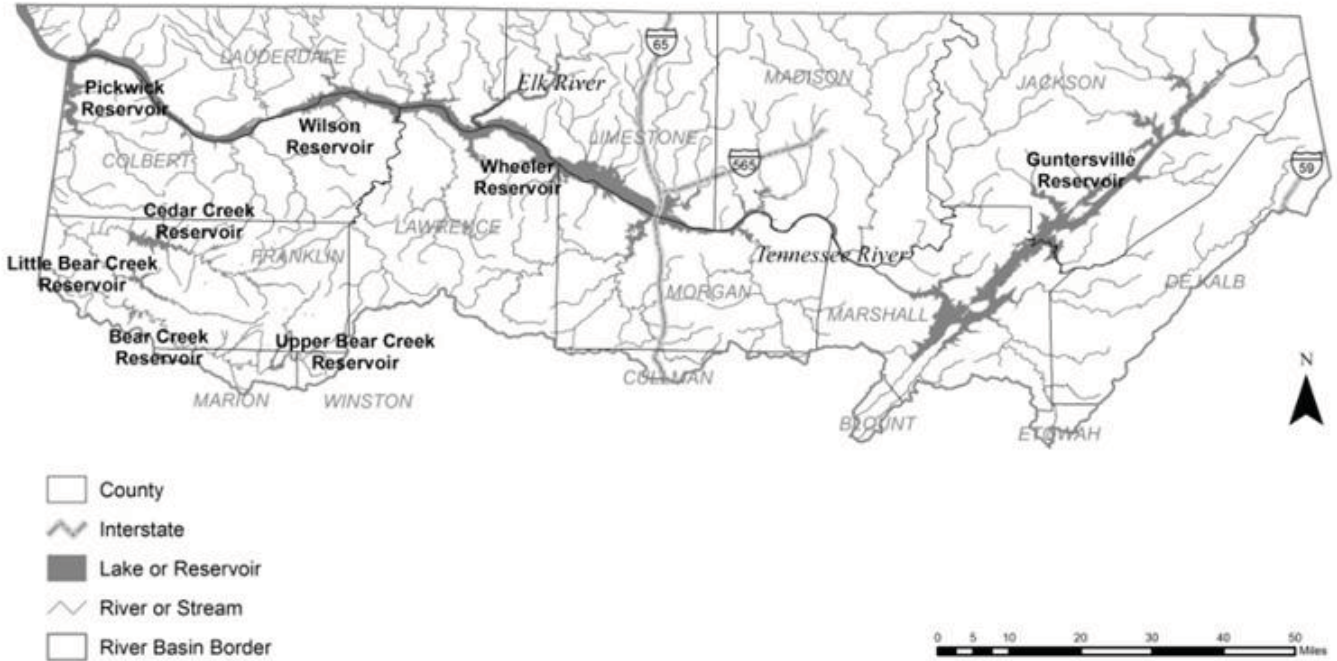 LAUDERDALE
65
Elk River
MADISON
JACKSON
Pickwick
Reservoir
Wilson
Reservoir
LIMESTONE
COLBERT
Wheeler
Reservoir
565
Guntersville
Reservoir
59
Cedar Creek
Reservoir
LAWRENCE
FRANKLIN
Tennessee River
Little Bear Creek
Reservoir
DE KALB
MORGAN
MARSHALL
Bear Creek
Reservoir
Upper Bear Creek
Reservoir
N
CULLMAN
MARION
WINSTON
BLOUNT
ETOWAH
County
Interstate
Lake or Reservoir
River or Stream
River Basin Border
0 5 10 20 30 40 50
Miles